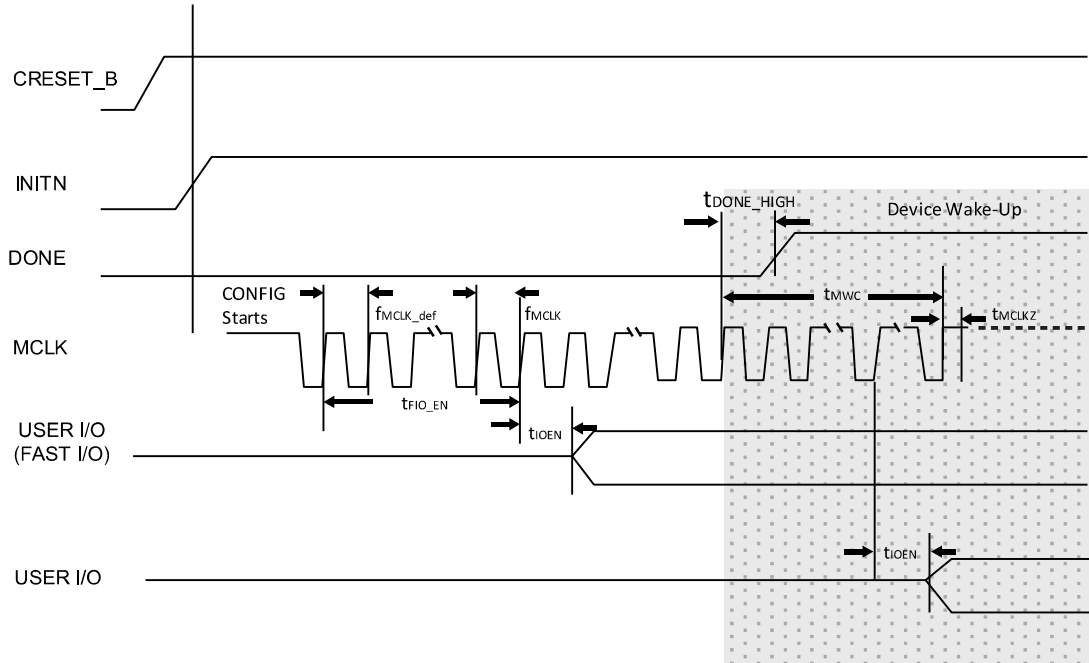 CRESET_B
INITN
tDONE_HIGH
Device Wake-Up
DONE
CONFIG
Starts
fMCLK_def
fMCLK
tMWC
tMCLKZ
MCLK
tFIO_EN
USER I/O
(FAST I/O)
tIOEN
tIOEN
USER I/O